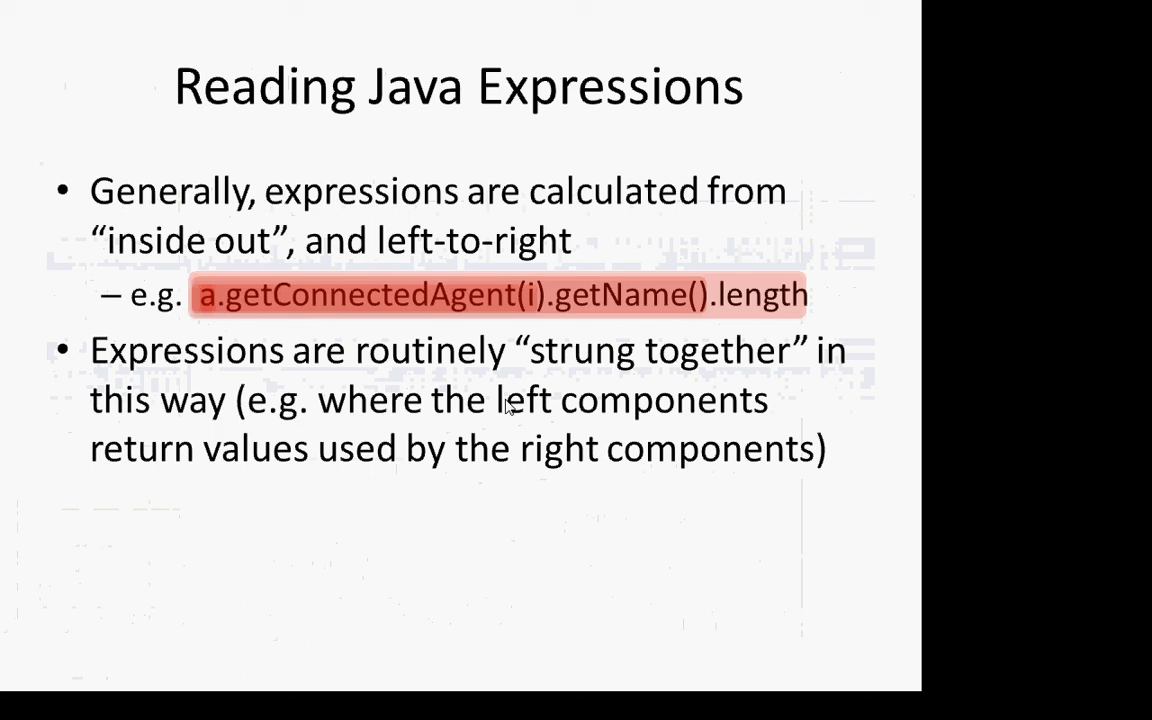 Reading Java Expressions
• Generally, expressions are calculated from
“inside out”, and left-to-right
– e.g. a.getConnectedAgent(i).getName().length
• Expressions are routinely “strung together” in
this way (e.g. where the left components
return values used by the right components)